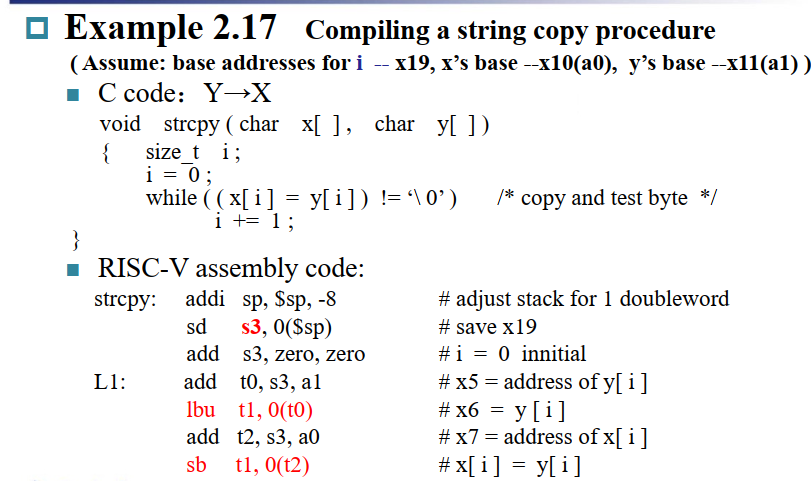 Example 2.17 Compiling a string copy procedure
( Assume: base addresses for i -- x19, x's base --x10(a0), y's base --x11(a1) )
C code: Y→X
void strcpy ( char x[ ] , char y[ ] )
{ size_t i ;
i = 0 ;
while ( ( x[ i ] = y[ i ] ) != '\ 0' ) /* copy and test byte */
i += 1 ;
}
RISC-V assembly code:
strcpy: addi sp, $sp, -8 # adjust stack for 1 doubleword
sd s3, 0($sp) # save x19
add s3, zero, zero # i = 0 innitial
L1: add t0, s3, a1 # x5 = address of y[ i ]
lbu t1, 0(t0) # x6 = y [ i ]
add t2, s3, a0 # x7 = address of x[ i ]
sb t1, 0(t2) # x[ i ] = y[ i ]